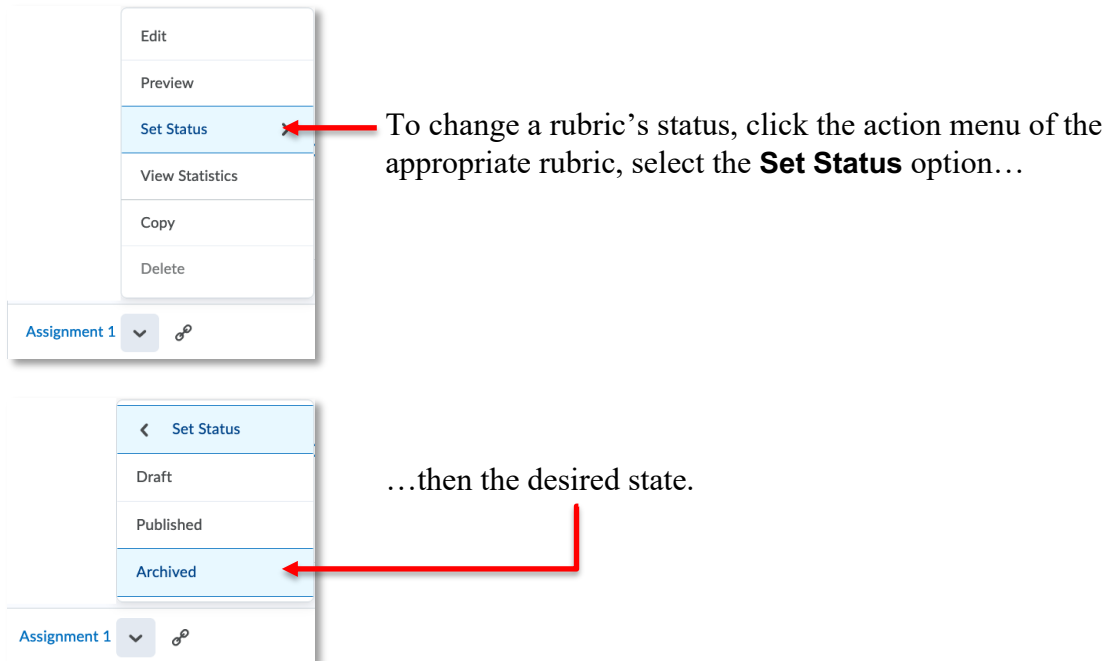 Edit
Preview
Set Status
To change a rubric’s status, click the action menu of the
appropriate rubric, select the Set Status option…
View Statistics
Copy
Delete
Assignment 1
Set Status
Draft
…then the desired state.
Published
Archived
Assignment 1